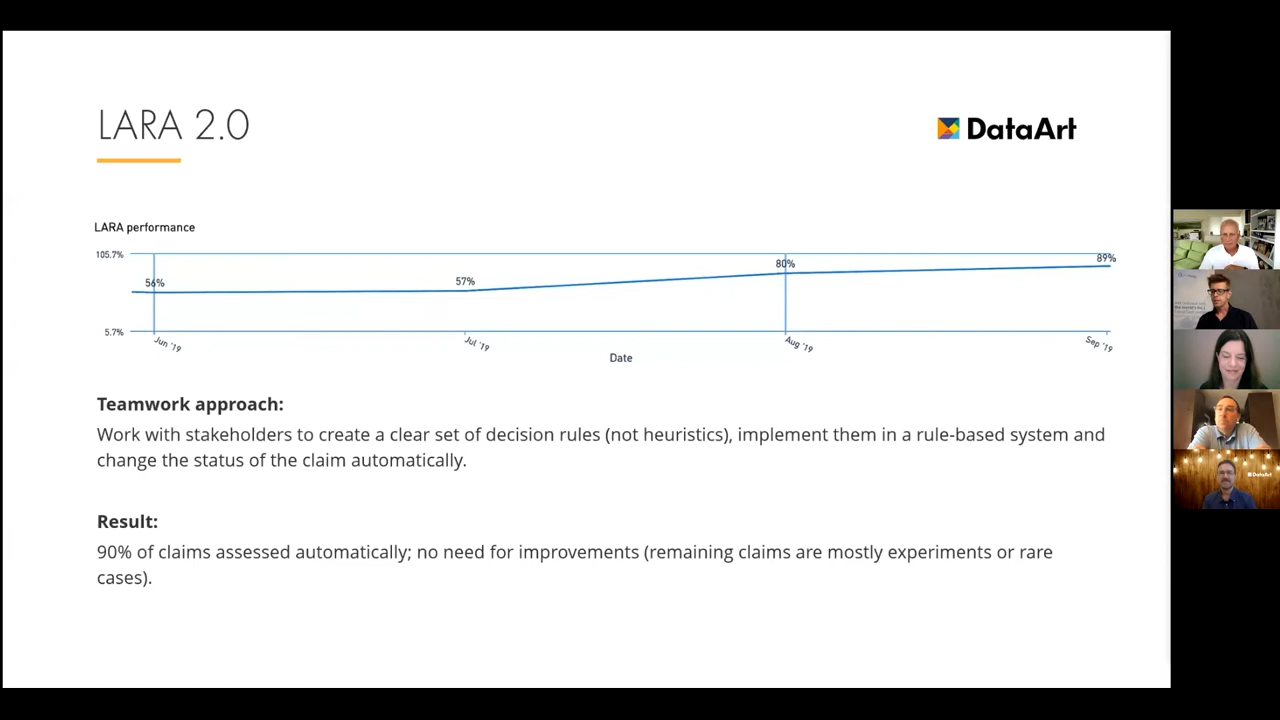 LARA 2.0
DataArt
LARA performance
105.7%
56%
57%
80%
89%
5.7%
Jun '19
Jul '19
Aug '19
Sep '19
Date
Teamwork approach:
Work with stakeholders to create a clear set of decision rules (not heuristics), implement them in a rule-based system and
change the status of the claim automatically.
Result:
90% of claims assessed automatically; no need for improvements (remaining claims are mostly experiments or rare
cases).
DataArt